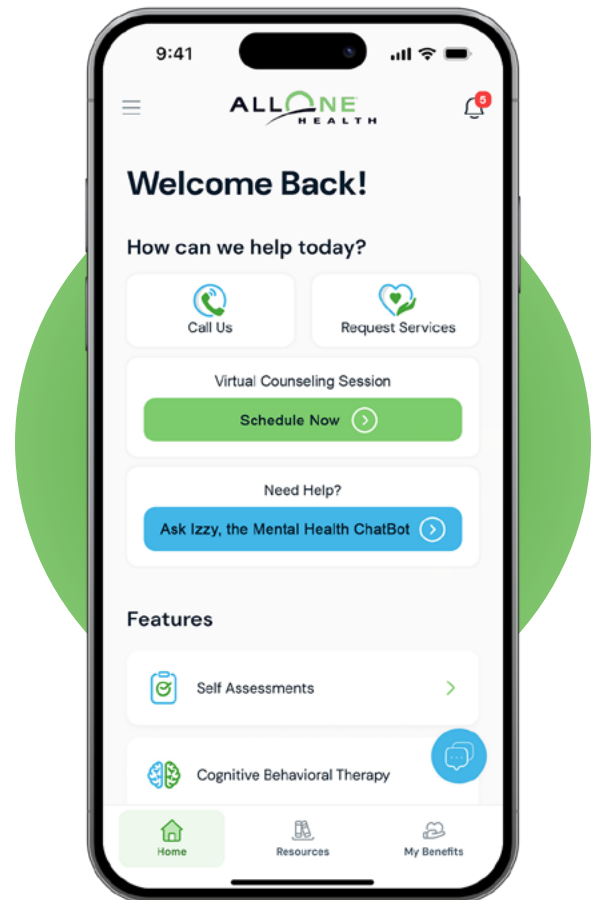 9:41
ALLONE
HEALTH
5
Welcome Back!
How can we help today?
Call Us
Request Services
Virtual Counseling Session
Schedule Now
Need Help?
Ask Izzy, the Mental Health ChatBot
Features
Self Assessments
Cognitive Behavioral Therapy
Home
Resources
My Benefits